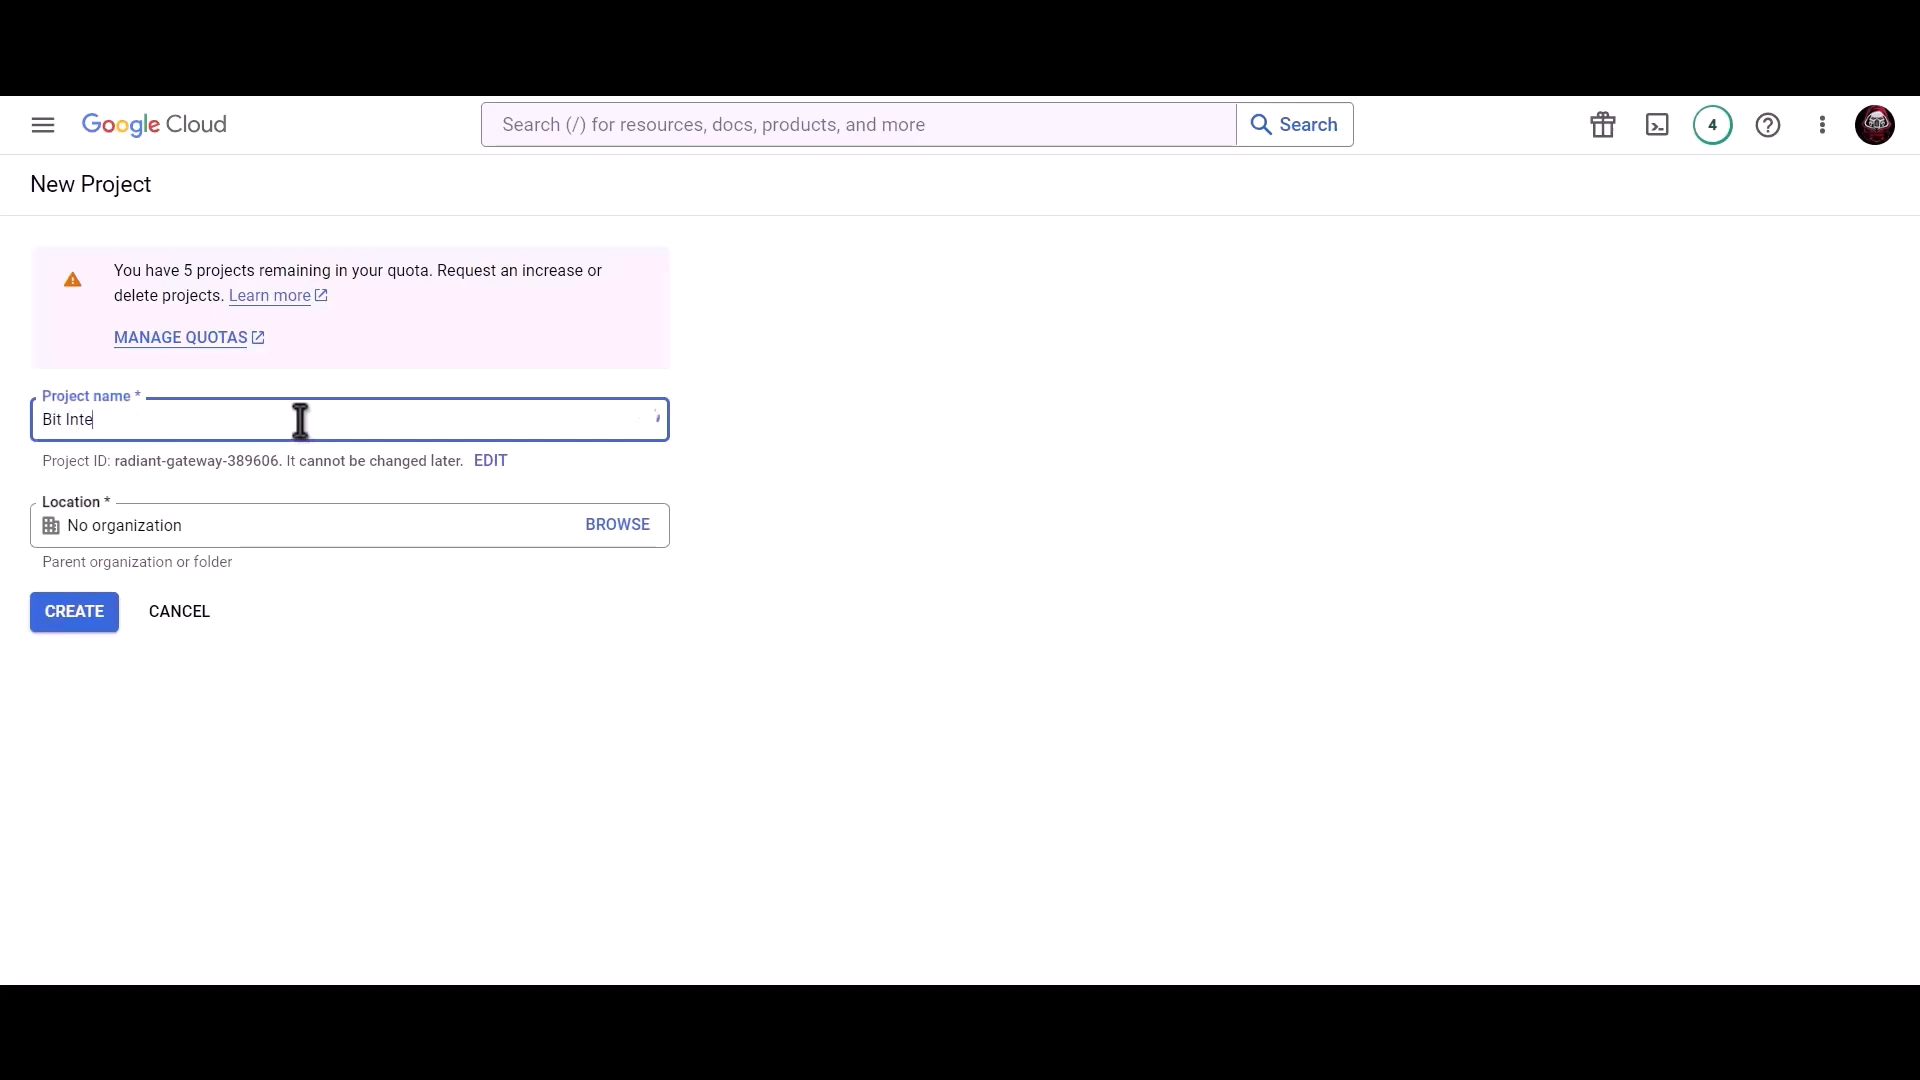 Google Cloud
Search (/) for resources, docs, products, and more
Search
4
New Project
You have 5 projects remaining in your quota. Request an increase or
delete projects. Learn more
MANAGE QUOTAS
Project name *
Bit Inte
Project ID: radiant-gateway-389606. It cannot be changed later. EDIT
Location *
No organization
BROWSE
Parent organization or folder
CREATE
CANCEL